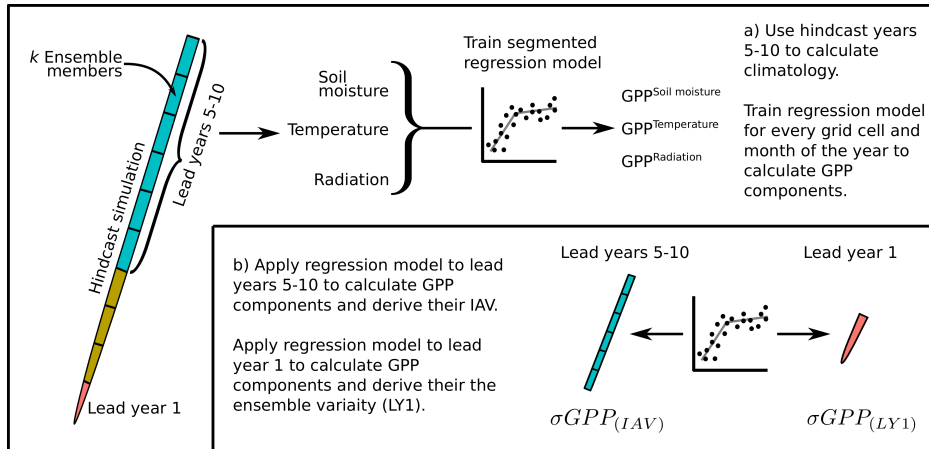 k Ensemble
members
Hindcast simulation
Lead years 5-10
Lead year 1
Soil
moisture
Temperature
Radiation
Train segmented
regression model
GPP^Soil moisture
GPP^Temperature
GPP^Radiation
a) Use hindcast years
5-10 to calculate
climatology.
Train regression model
for every grid cell and
month of the year to
calculate GPP
components.
b) Apply regression model to lead
years 5-10 to calculate GPP
components and derive their IAV.
Apply regression model to lead
year 1 to calculate GPP
components and derive their the
ensemble variaity (LY1).
Lead years 5-10
σGPP(IAV)
Lead year 1
σGPP(LY1)